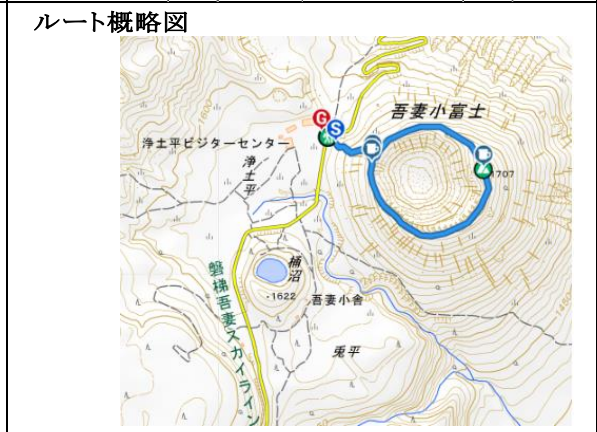 ルート概略図
1600
吾妻小富士
G
S
浄土平ビジターセンター
浄土平
1707
桶沼
-1622
吾妻小舎
磐梯吾妻スカイライン
兎平